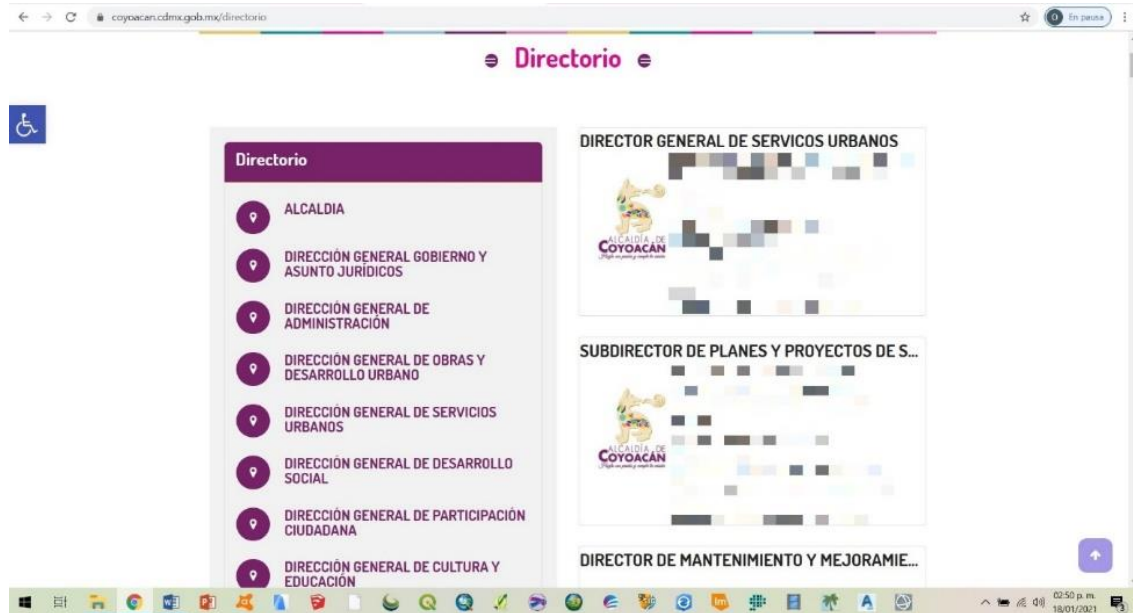 coyoacan.cdmx.gob.mx/directorio
En pausa
Directorio
Directorio
ALCALDIA
DIRECCIÓN GENERAL GOBIERNO Y
ASUNTO JURÍDICOS
DIRECCIÓN GENERAL DE
ADMINISTRACIÓN
DIRECCIÓN GENERAL DE OBRAS Y
DESARROLLO URBANO
DIRECCIÓN GENERAL DE SERVICIOS
URBANOS
DIRECCIÓN GENERAL DE DESARROLLO
SOCIAL
DIRECCIÓN GENERAL DE PARTICIPACIÓN
CIUDADANA
DIRECCIÓN GENERAL DE CULTURA Y
EDUCACIÓN
DIRECTOR GENERAL DE SERVICOS URBANOS
ALCALDÍA DE
COYOACÁN
SUBDIRECTOR DE PLANES Y PROYECTOS DE S...
ALCALDÍA DE
COYOACÁN
DIRECTOR DE MANTENIMIENTO Y MEJORAMIE...
02:50 p. m.
18/01/2021